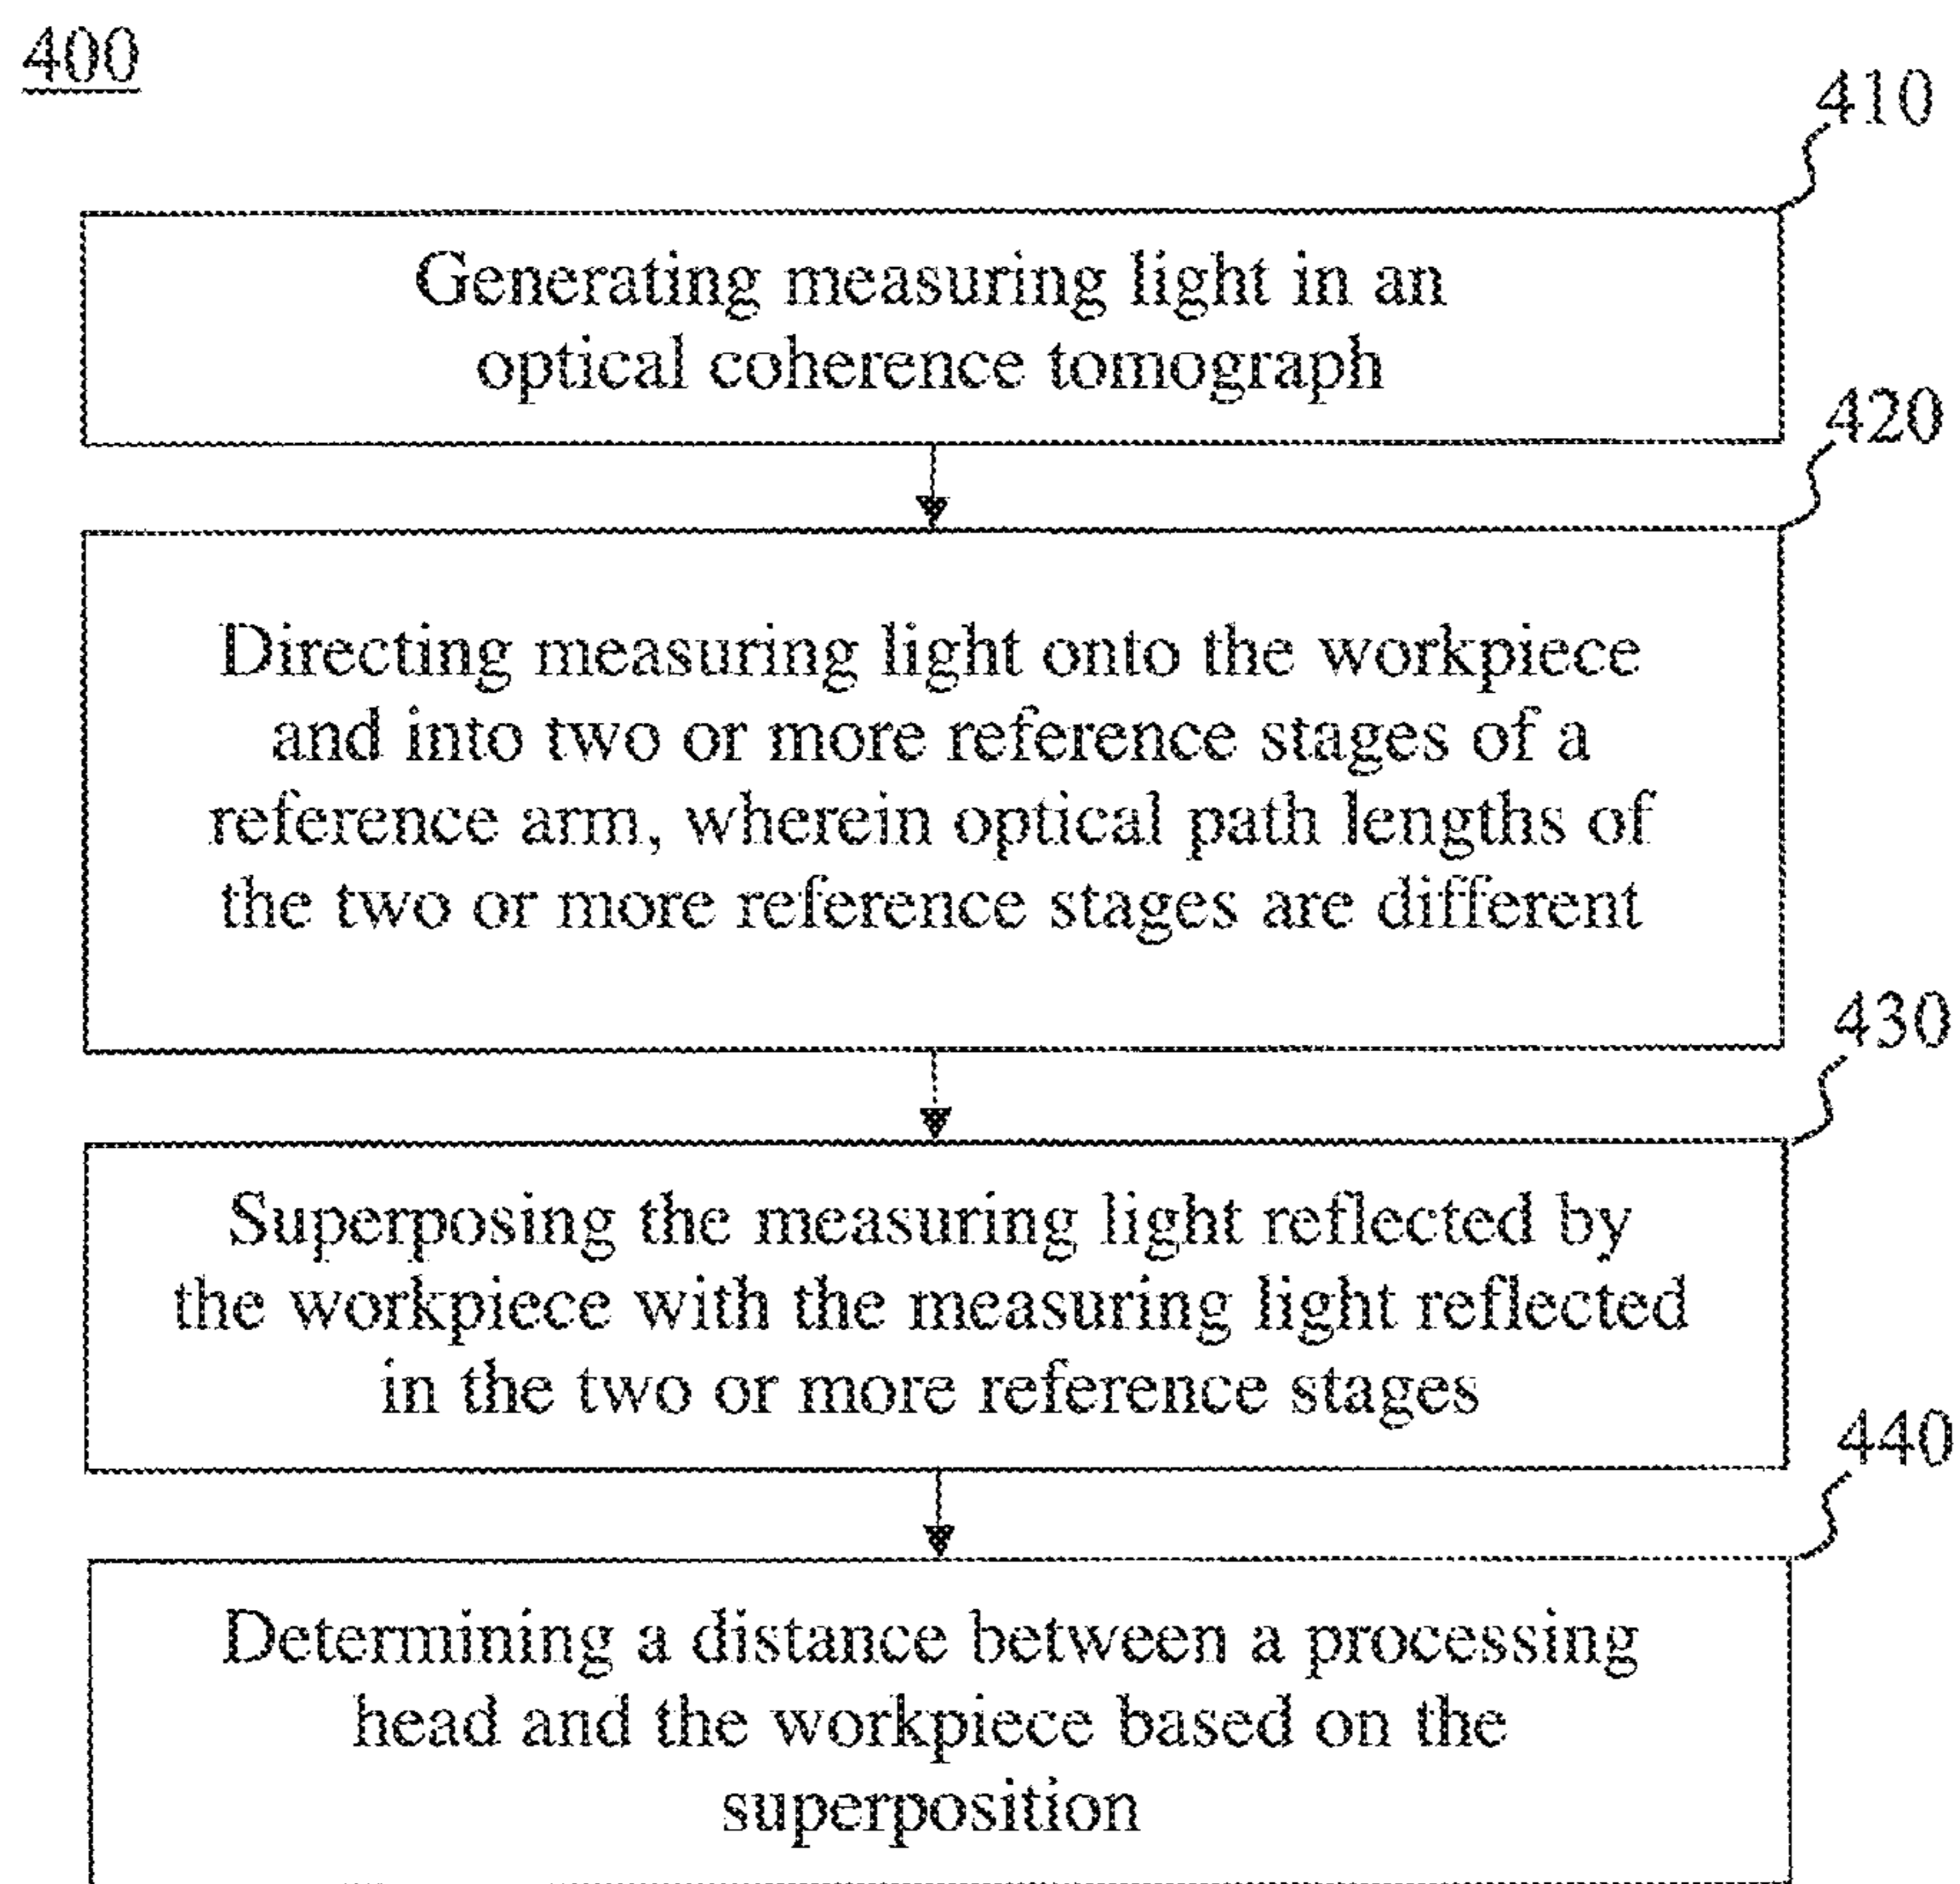 400
410
Generating measuring light in an
optical coherence tomograph
420
Directing measuring light onto the workpiece
and into two or more reference stages of a
reference arm, wherein optical path lengths of
the two or more reference stages are different
430
Superposing the measuring light reflected by
the workpiece with the measuring light reflected
in the two or more reference stages
440
Determining a distance between a processing
head and the workpiece based on the
superposition